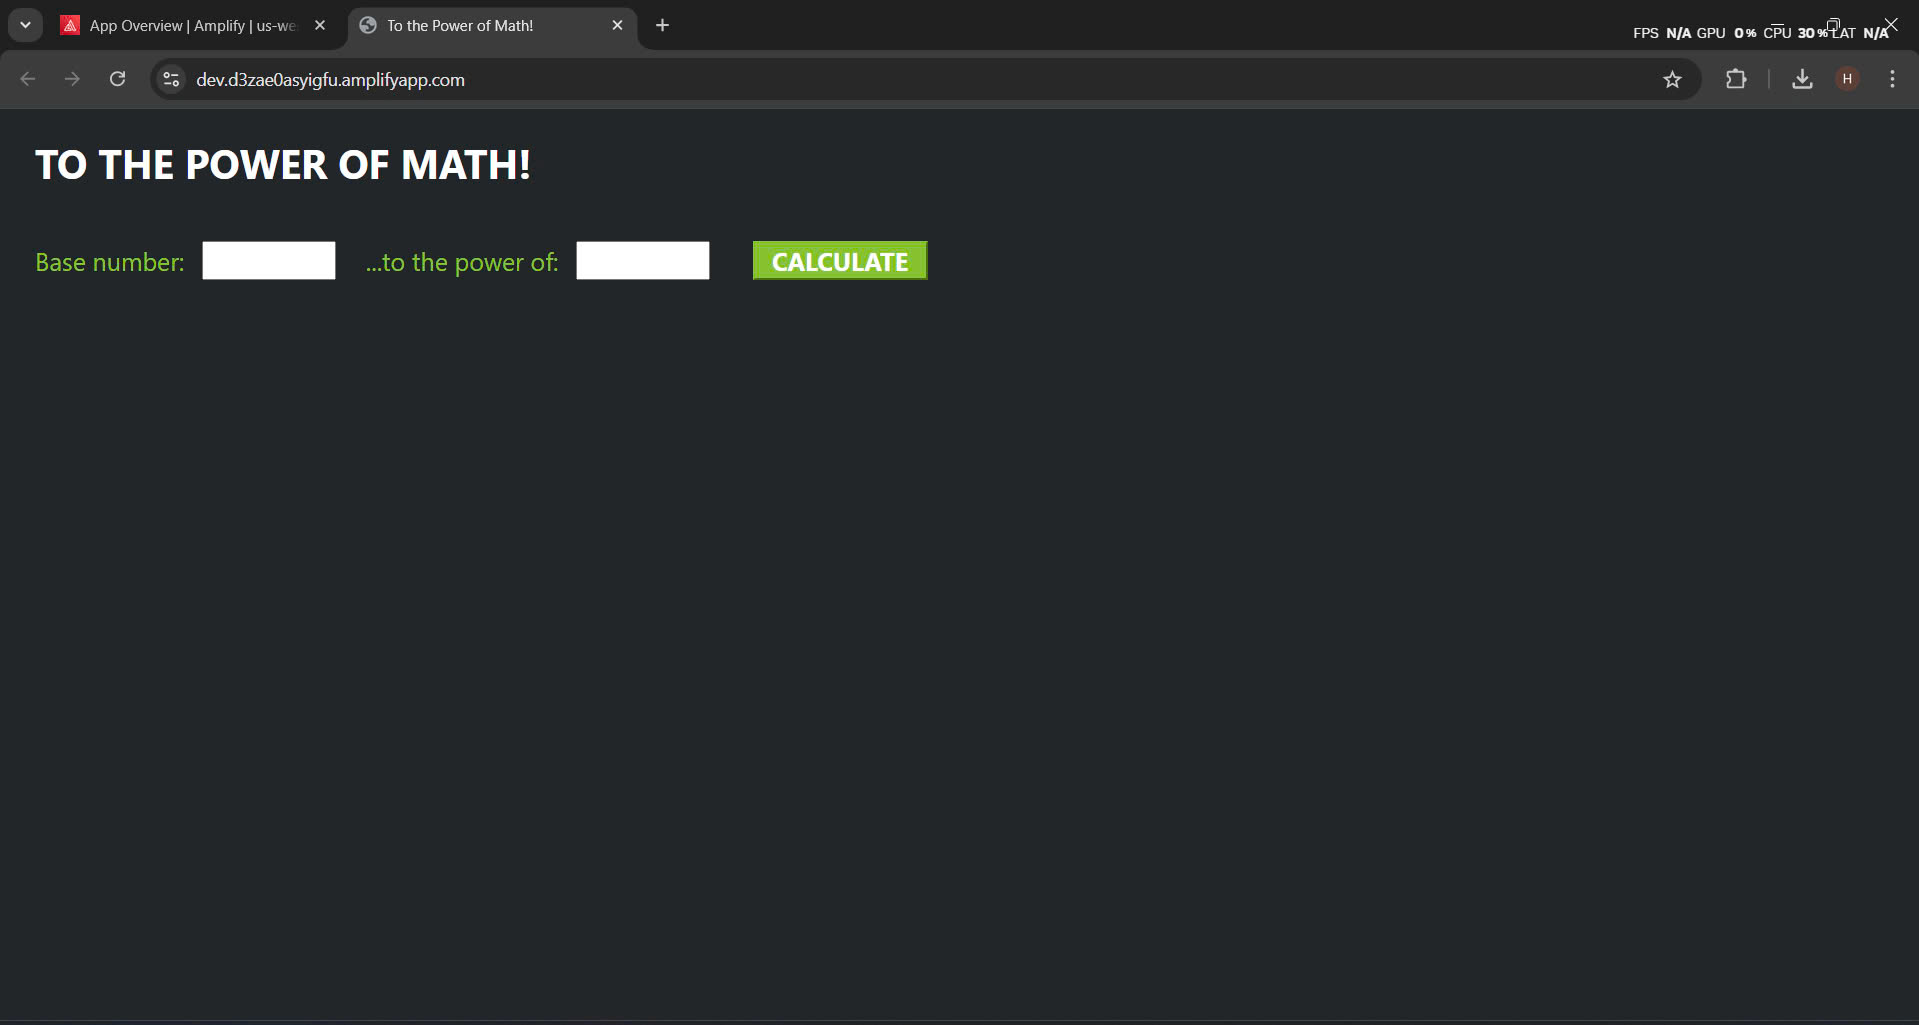 App Overview | Amplify | us-we
To the Power of Math!
FPS N/A GPU 0% CPU 30% LAT N/A
dev.d3zae0asyigfu.amplifyapp.com
H
TO THE POWER OF MATH!
Base number: ...to the power of: CALCULATE